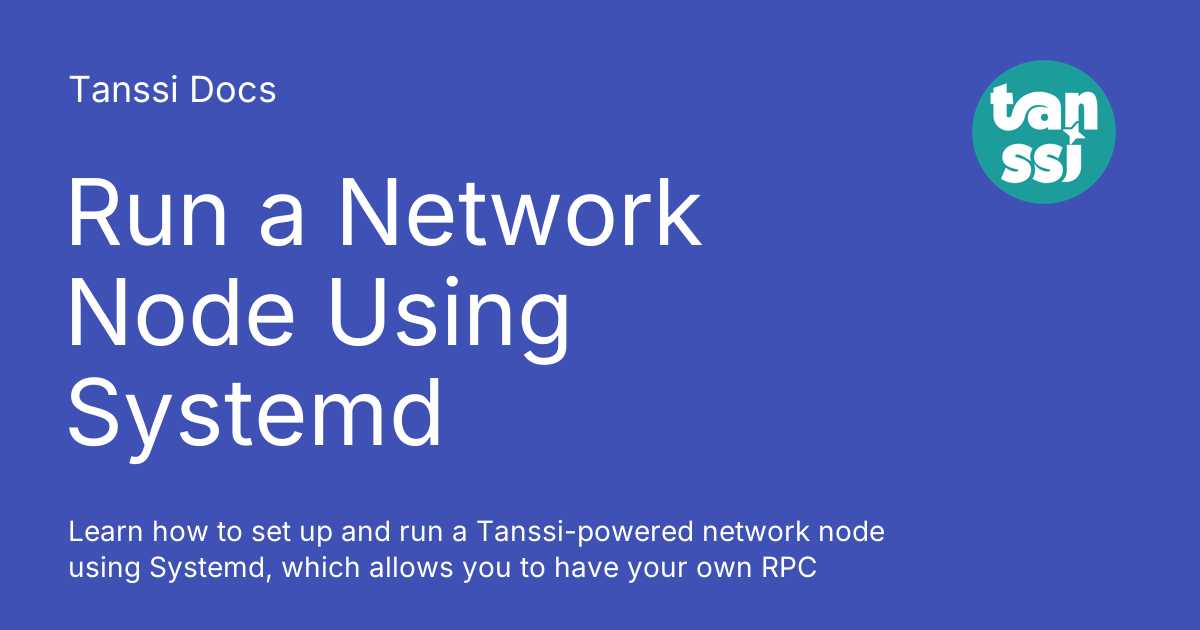 Tanssi Docs
tan
ssi
Run a Network
Node Using
Systemd
Learn how to set up and run a Tanssi-powered network node
using Systemd, which allows you to have your own RPC